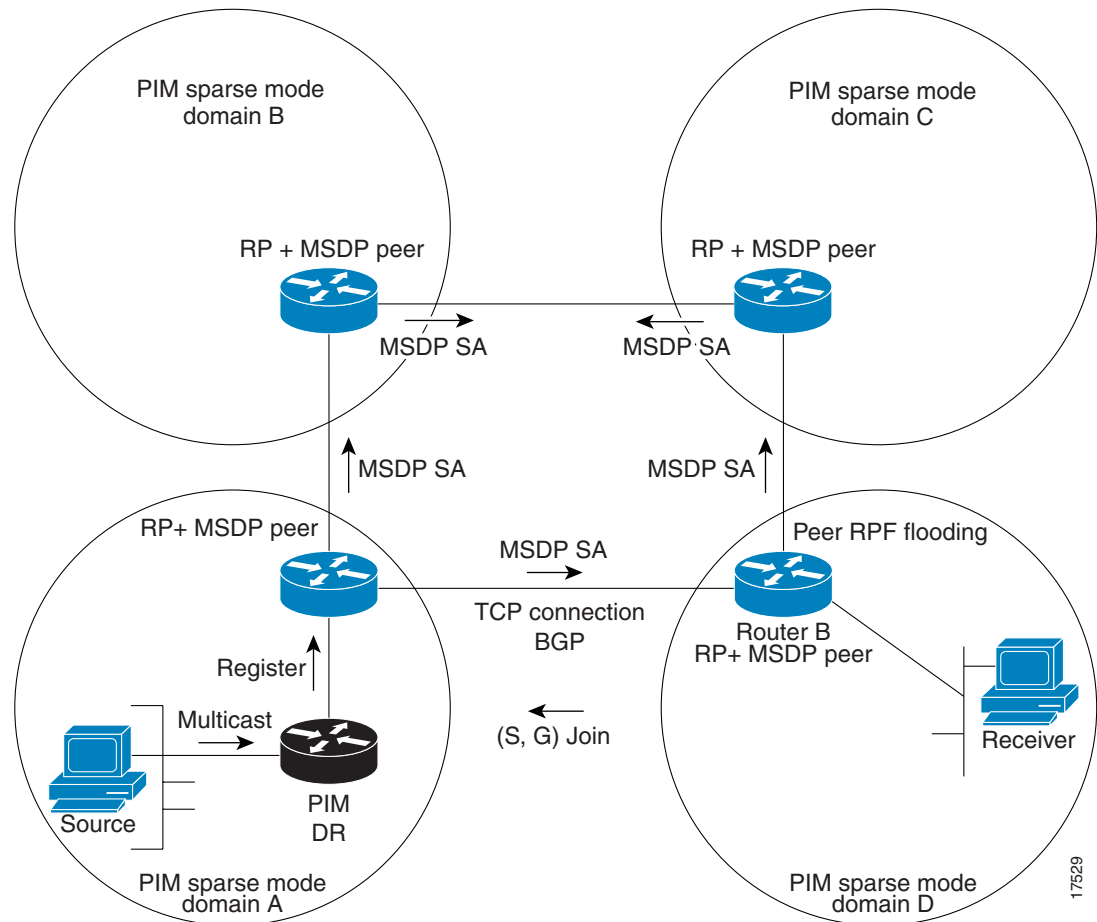 PIM sparse mode
domain B
PIM sparse mode
domain C
RP + MSDP peer
RP + MSDP peer
MSDP SA
MSDP SA
MSDP SA
MSDP SA
RP+ MSDP peer
Peer RPF flooding
MSDP SA
TCP connection
BGP
Router B
RP+ MSDP peer
Register
Multicast
(S, G) Join
Receiver
Source
PIM
DR
PIM sparse mode
domain A
PIM sparse mode
domain D
17529